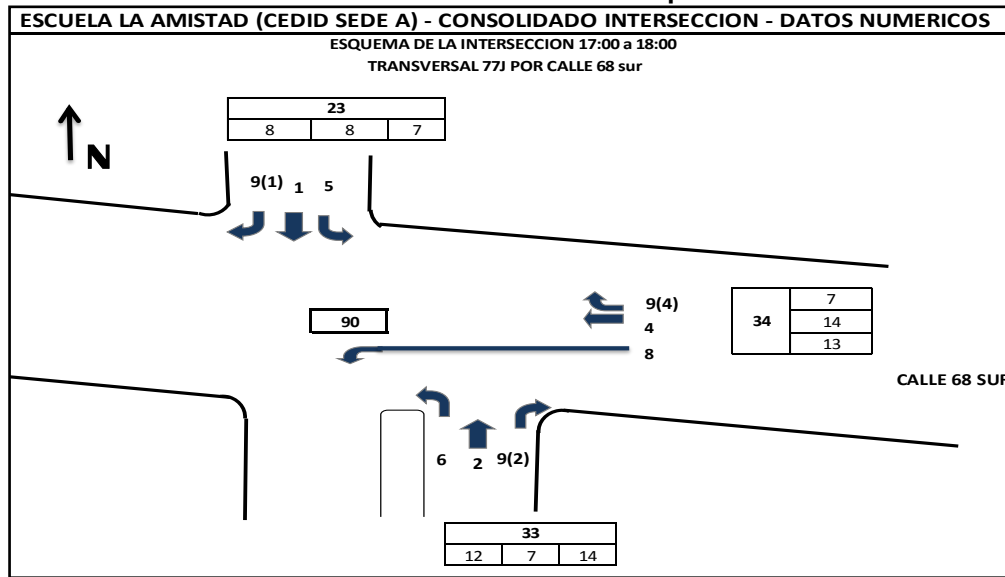 ESCUELA LA AMISTAD (CEDID SEDE A) - CONSOLIDADO INTERSECCION - DATOS NUMERICOS
ESQUEMA DE LA INTERSECCION 17:00 a 18:00
TRANSVERSAL 77J POR CALLE 68 sur
23
8 8 7
N
9(1) 1 5
9(4)
4
8
90
34
7
14
13
CALLE 68 SUR
6 2 9(2)
33
12 7 14